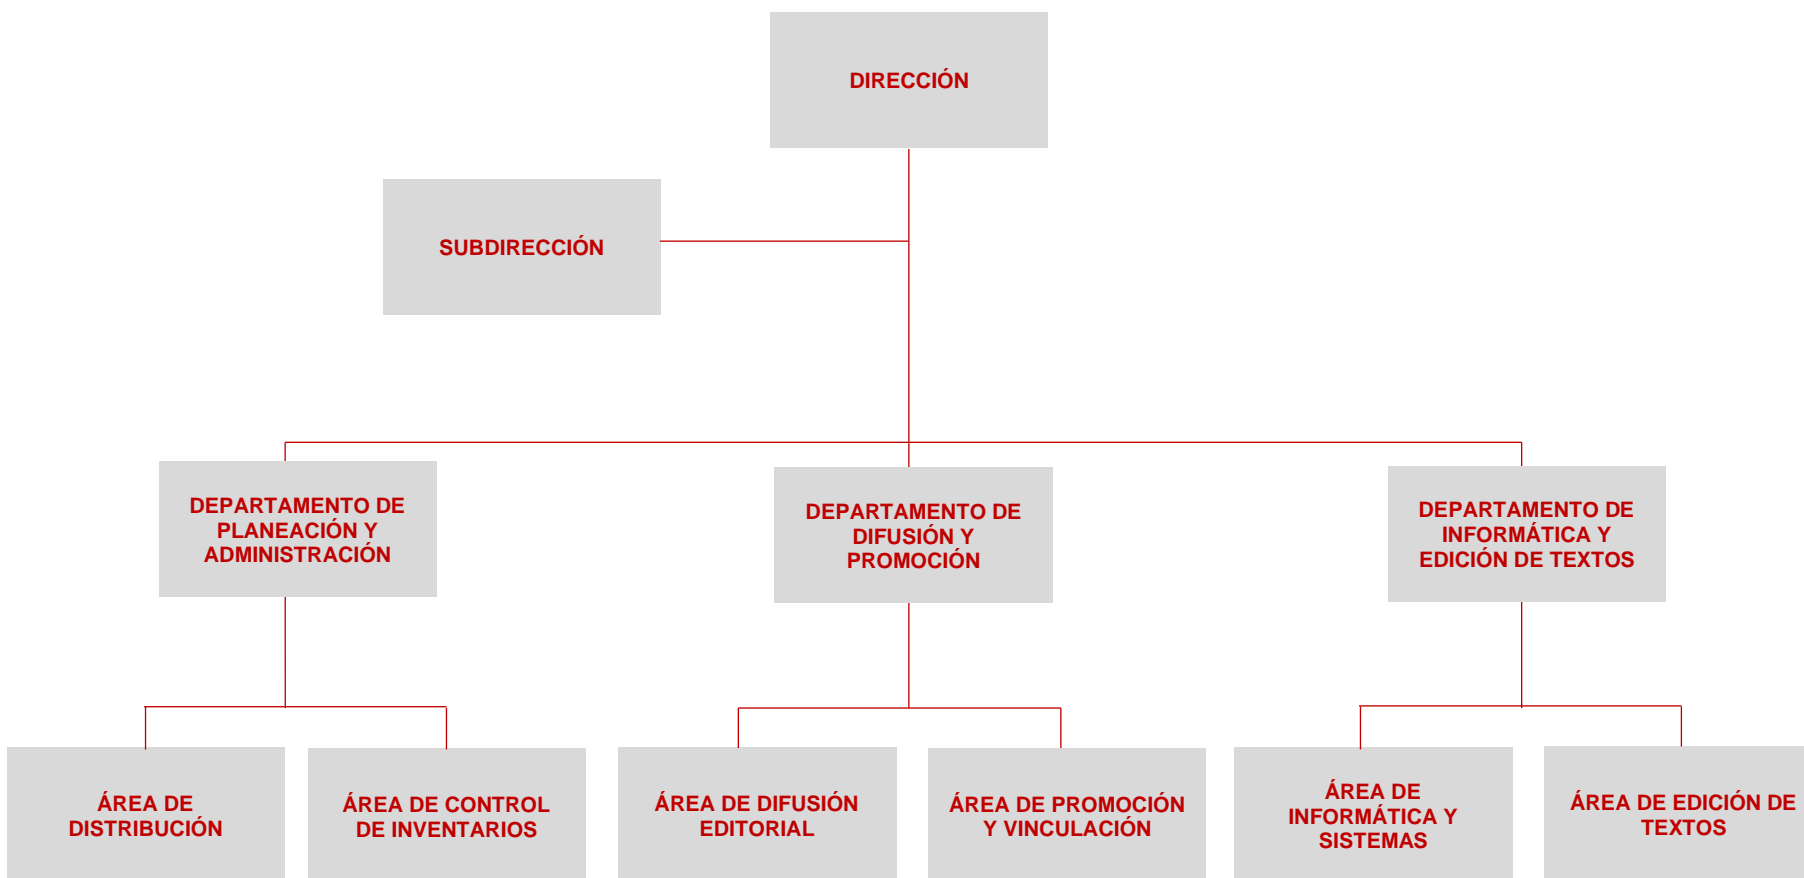 DIRECCIÓN
SUBDIRECCIÓN
DEPARTAMENTO DE
PLANEACIÓN Y
ADMINISTRACIÓN
DEPARTAMENTO DE
DIFUSIÓN Y
PROMOCIÓN
DEPARTAMENTO DE
INFORMÁTICA Y
EDICIÓN DE TEXTOS
ÁREA DE
DISTRIBUCIÓN
ÁREA DE CONTROL
DE INVENTARIOS
ÁREA DE DIFUSIÓN
EDITORIAL
ÁREA DE PROMOCIÓN
Y VINCULACIÓN
ÁREA DE
INFORMÁTICA Y
SISTEMAS
ÁREA DE EDICIÓN DE
TEXTOS